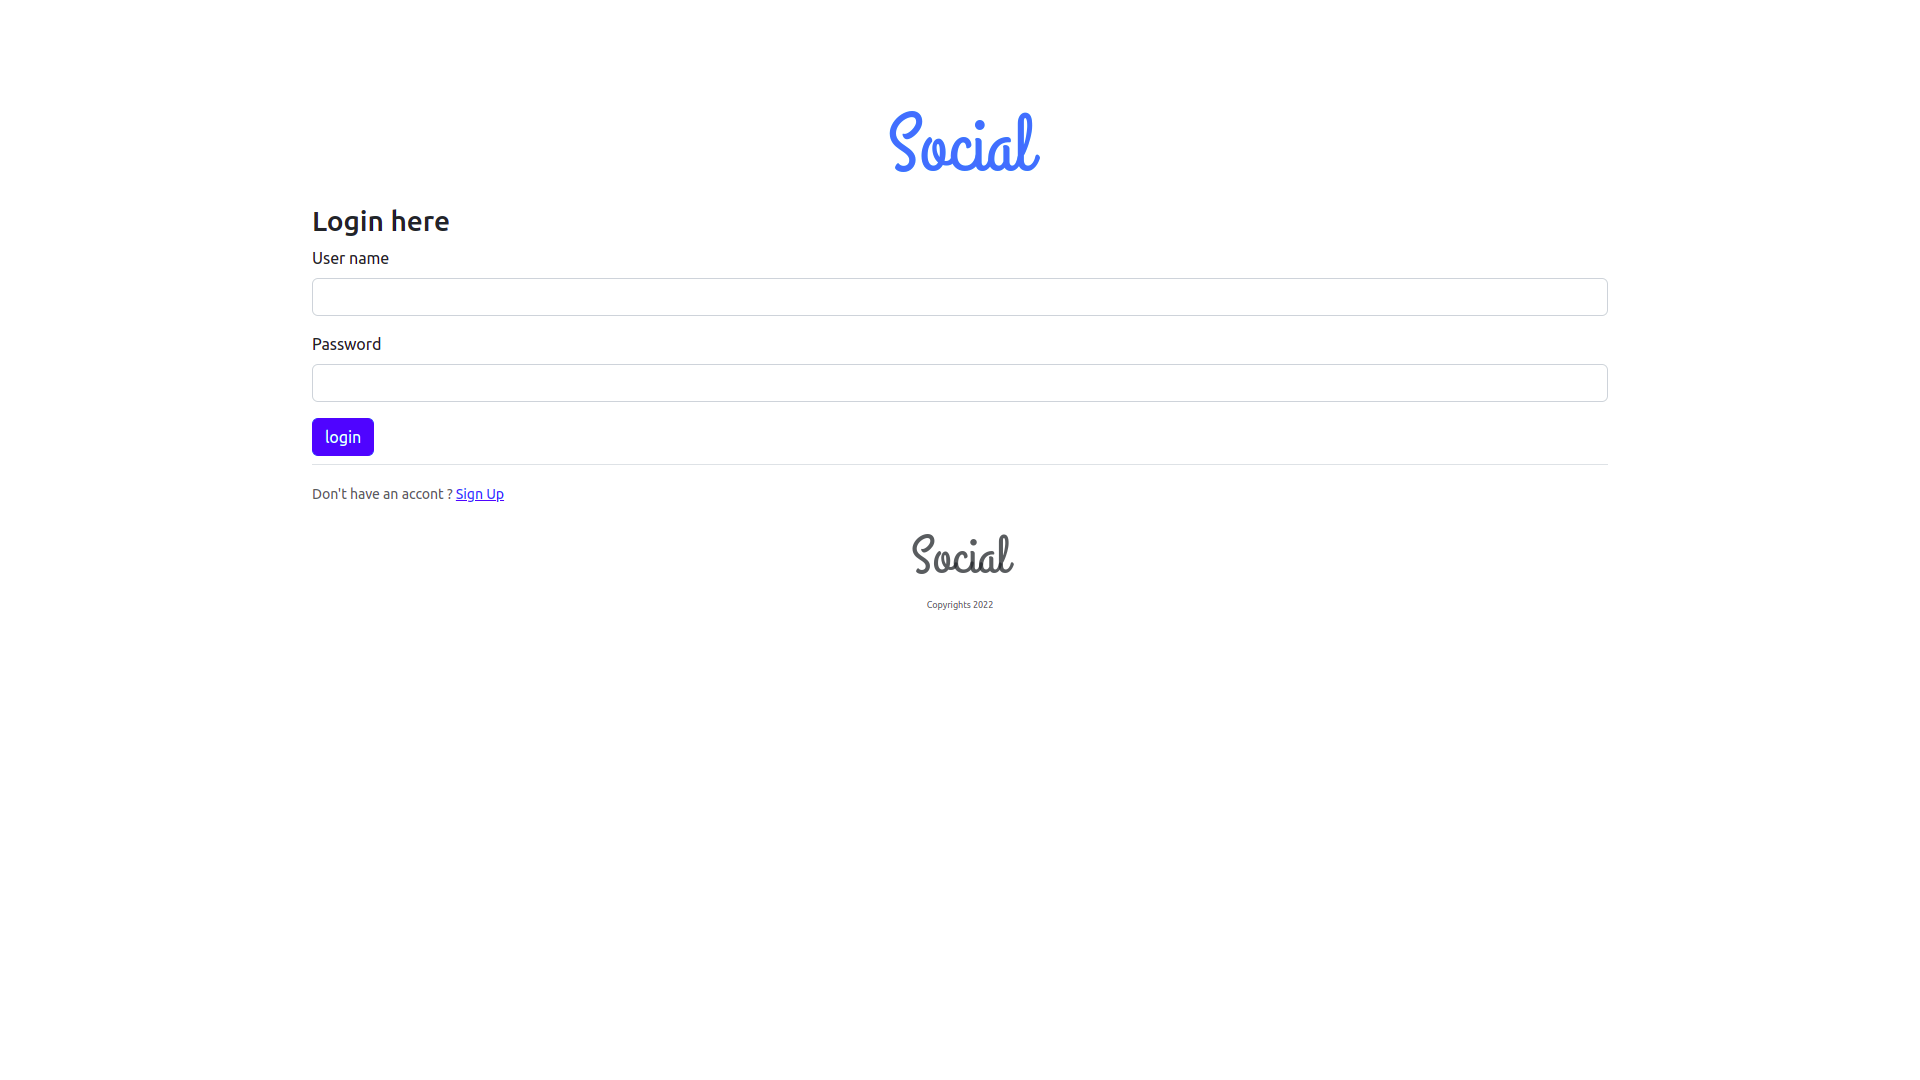 Social
Login here
User name
Password
login
Don't have an accont ? Sign Up
Social
Copyrights 2022